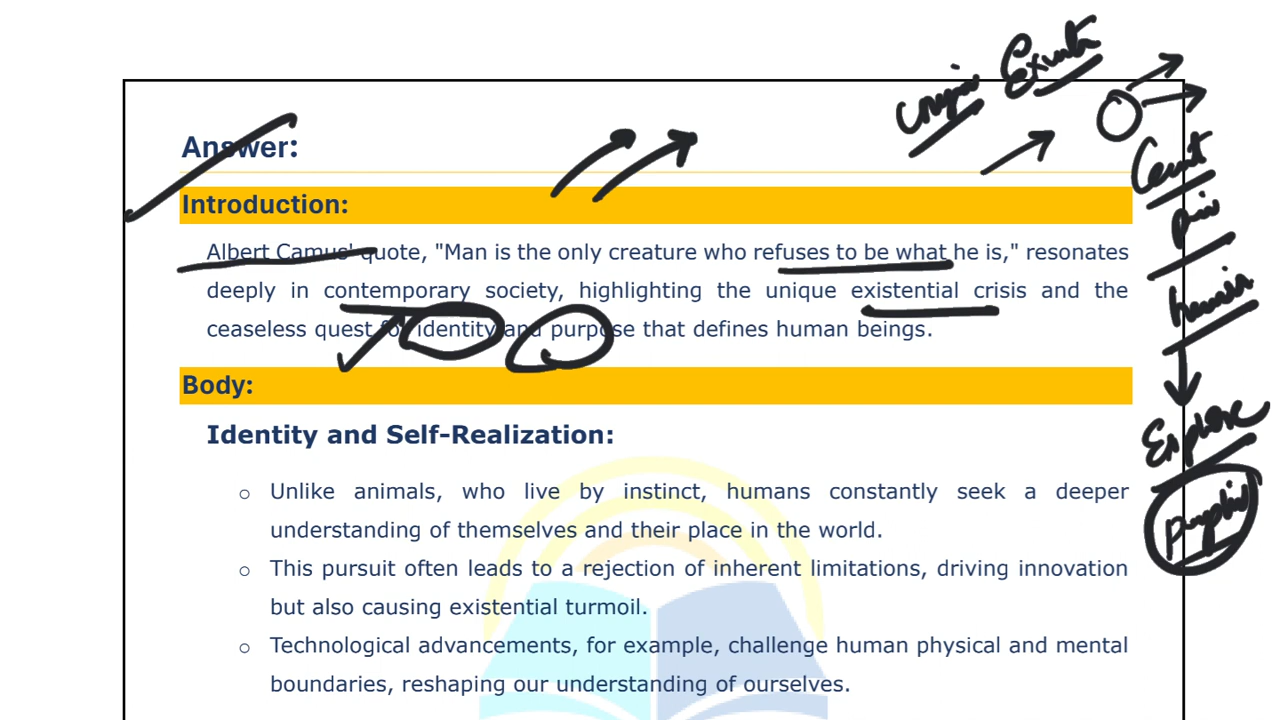 Answer:
Introduction:
Albert Camus' quote, "Man is the only creature who refuses to be what he is," resonates
deeply in contemporary society, highlighting the unique existential crisis and the
ceaseless quest for identity and purpose that defines human beings.
Body:
Identity and Self-Realization:
o Unlike animals, who live by instinct, humans constantly seek a deeper
understanding of themselves and their place in the world.
o This pursuit often leads to a rejection of inherent limitations, driving innovation
but also causing existential turmoil.
o Technological advancements, for example, challenge human physical and mental
boundaries, reshaping our understanding of ourselves.
Explore